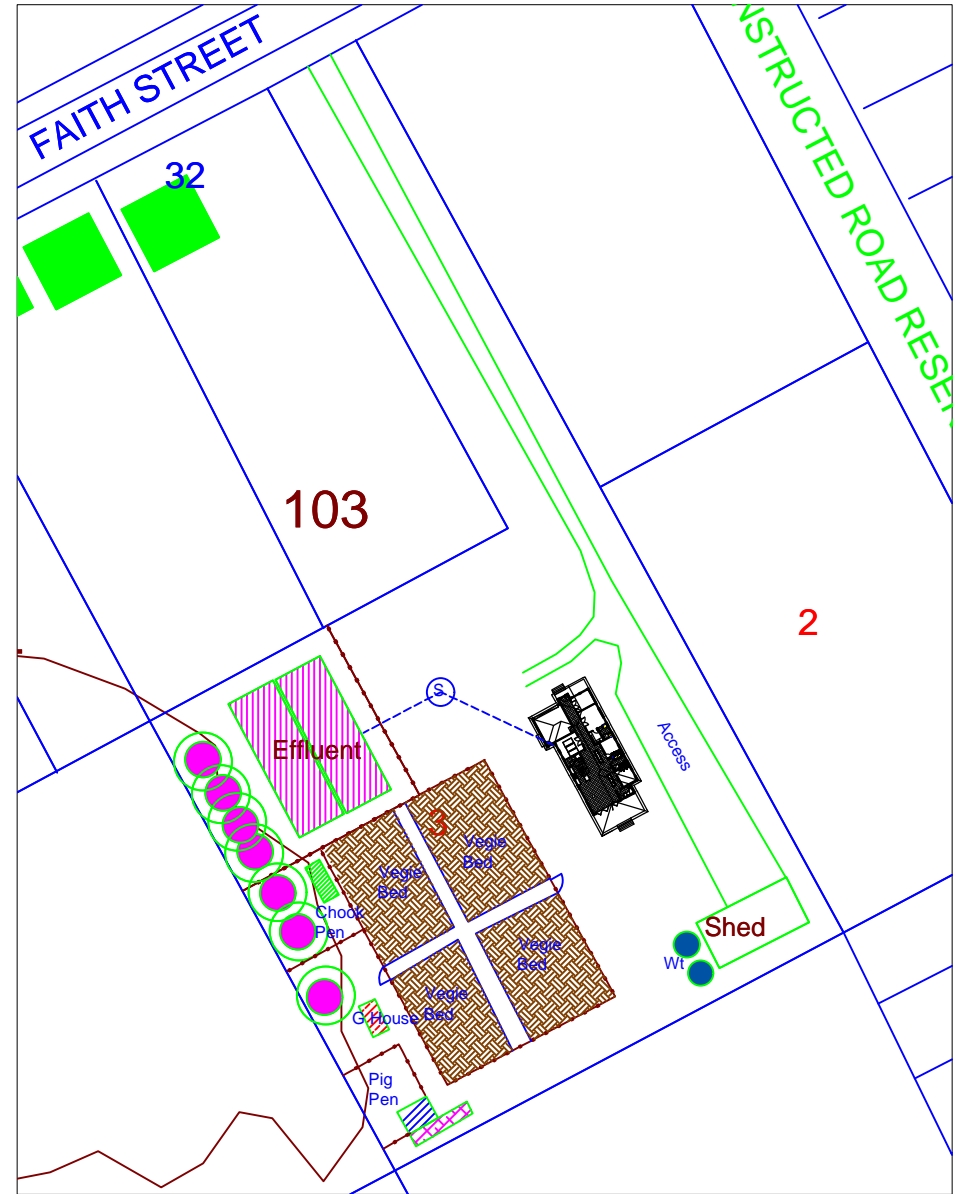 FAITH STREET
NSTRUCTED ROAD RESER
32
103
2
S
Effluent
Access
3
Vegie
Bed
Vegie
Bed
Chook
Pen
Shed
Wt
Vegie
Bed
Vegie
Bed
G House
Pig
Pen